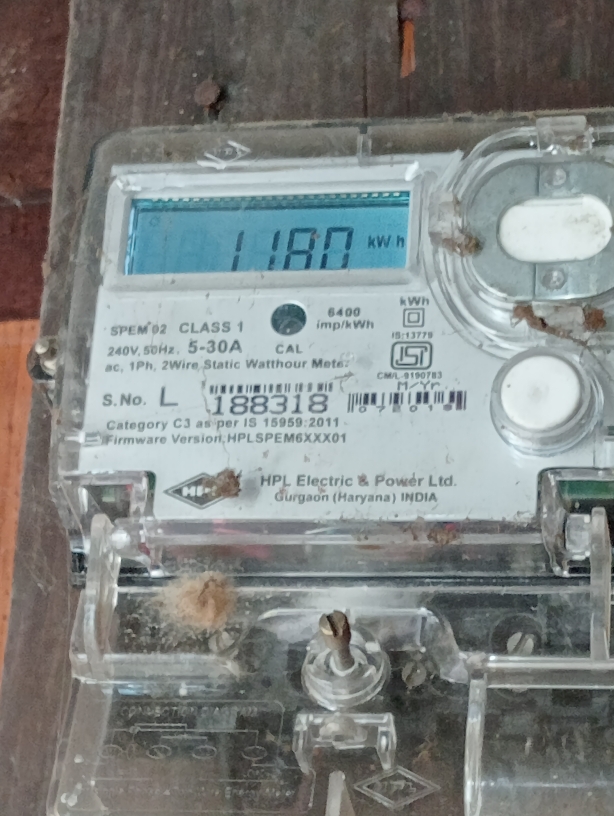 1180 kWh
SPEM 02 CLASS 1
6400 imp/kWh
kWh
240V, 50Hz, 5-30A
CAL
IS:13779
ac, 1Ph, 2Wire Static Watthour Meter
CM/L-9190783
M/Yr
S.No. L 188318
Category C3 as per IS 15959:2011
Firmware Version:HPLSPEM6XXX01
HPL Electric & Power Ltd.
Gurgaon (Haryana) INDIA
CONNECTION DIAGRAM